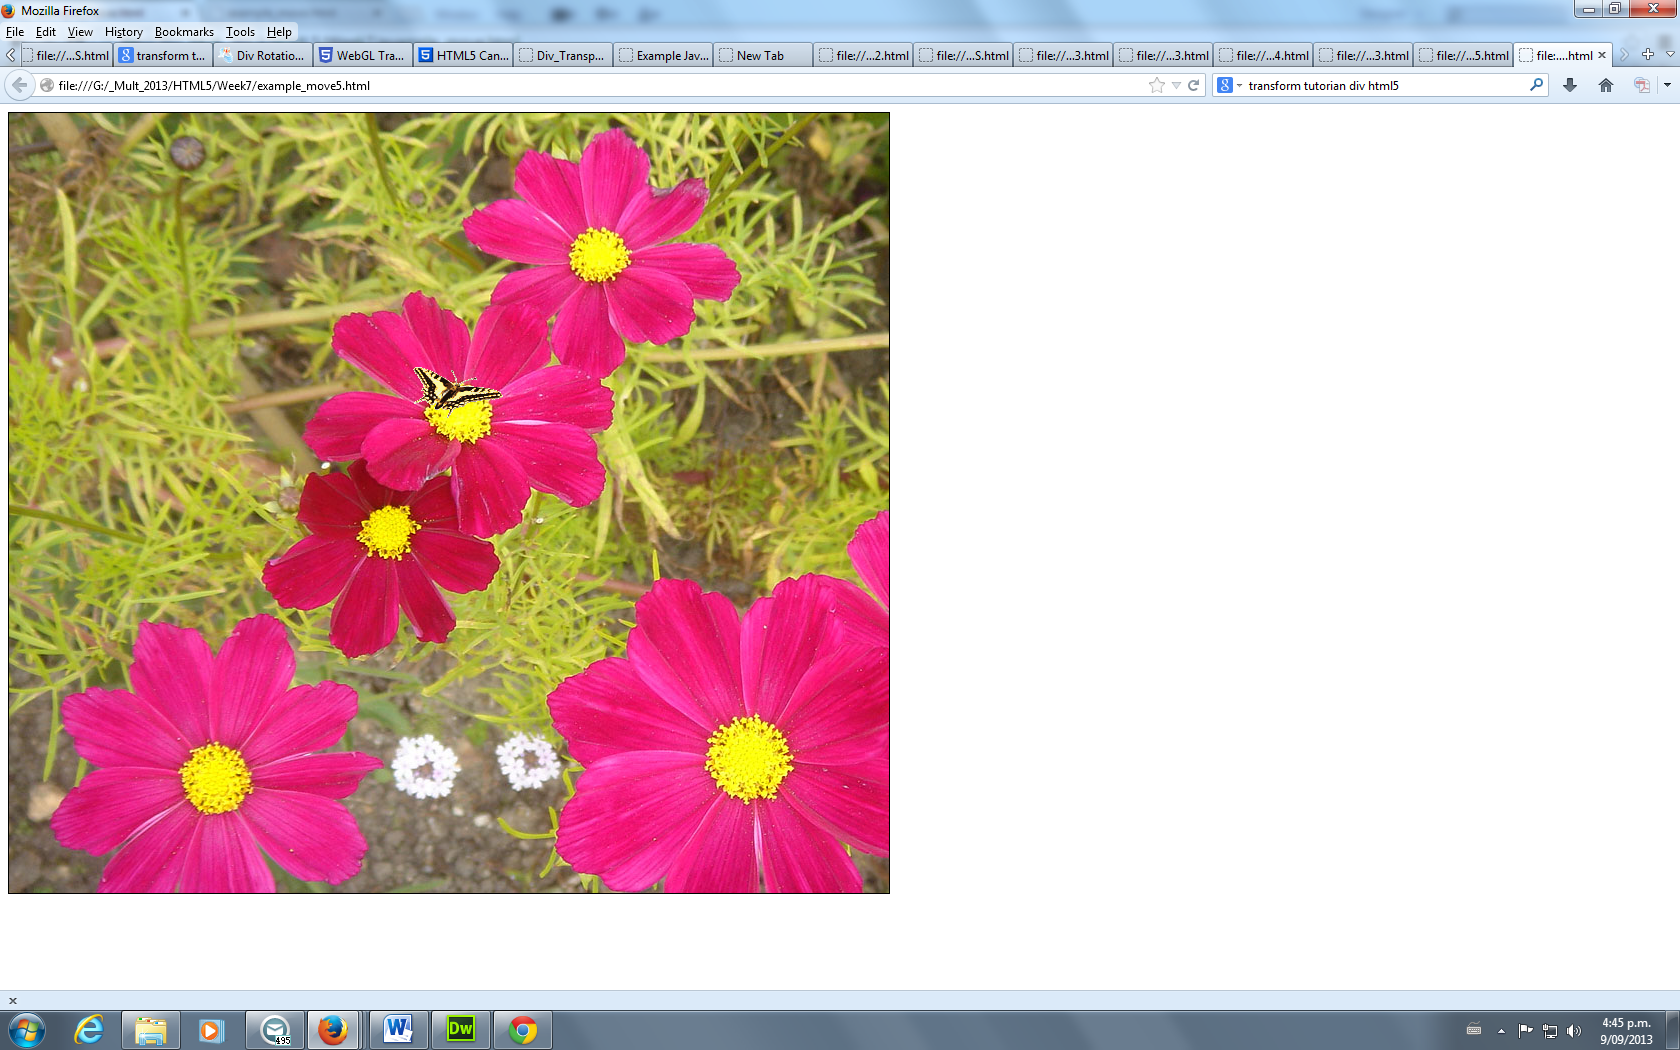 Mozilla Firefox
File Edit View History Bookmarks Tools Help
file://...S.html transform t... Div Rotatio... WebGL Tra... HTML5 Can... Div_Transp... Example Jav... New Tab file://...2.html file://...S.html file://...3.html file://...3.html file://...4.html file://...3.html file://...5.html file:....html
file:///G:/_Mult_2013/HTML5/Week7/example_move5.html transform tutorian div html5
495 Dw
4:45 p.m.
9/09/2013